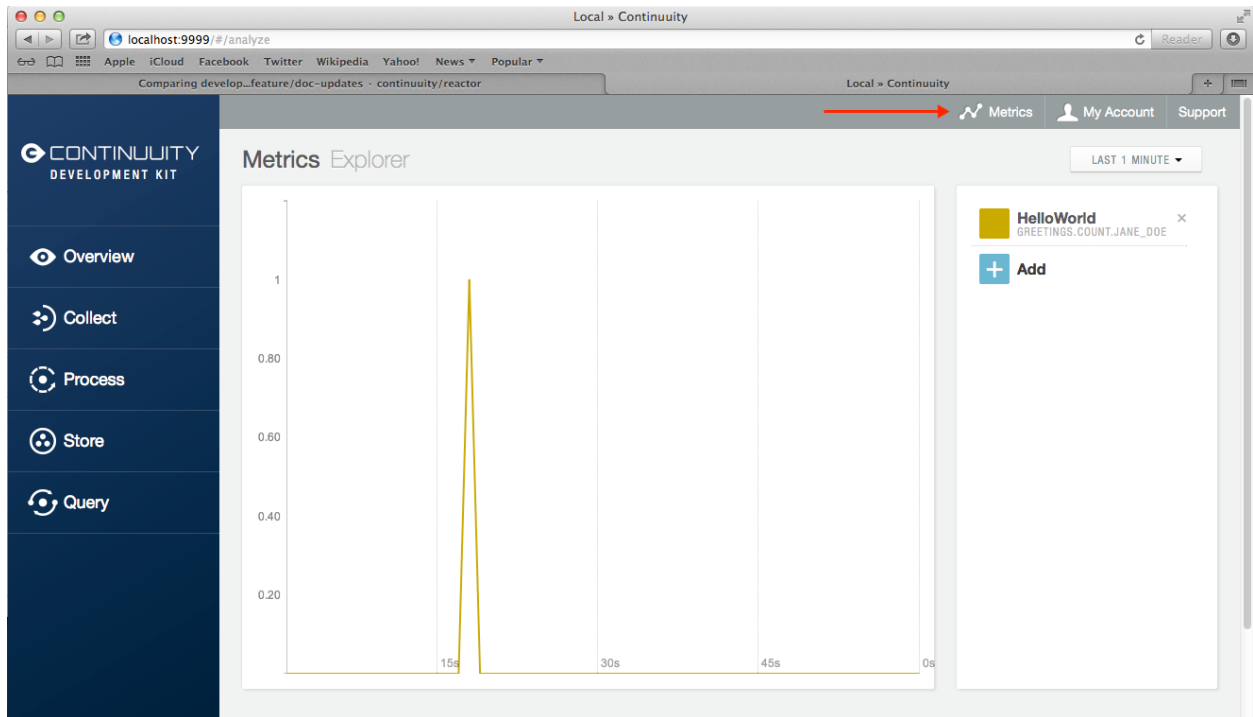 Local » Continuuity
localhost:9999/#/analyze
Reader
Apple iCloud Facebook Twitter Wikipedia Yahoo! News Popular
Comparing develop...feature/doc-updates · continuuity/reactor
Local » Continuuity
Metrics My Account Support
CONTINUUITY
DEVELOPMENT KIT
Overview
Collect
Process
Store
Query
Metrics Explorer
LAST 1 MINUTE
1
0.80
0.60
0.40
0.20
15s 30s 45s 0s
HelloWorld
GREETINGS.COUNT.JANE_DOE
Add